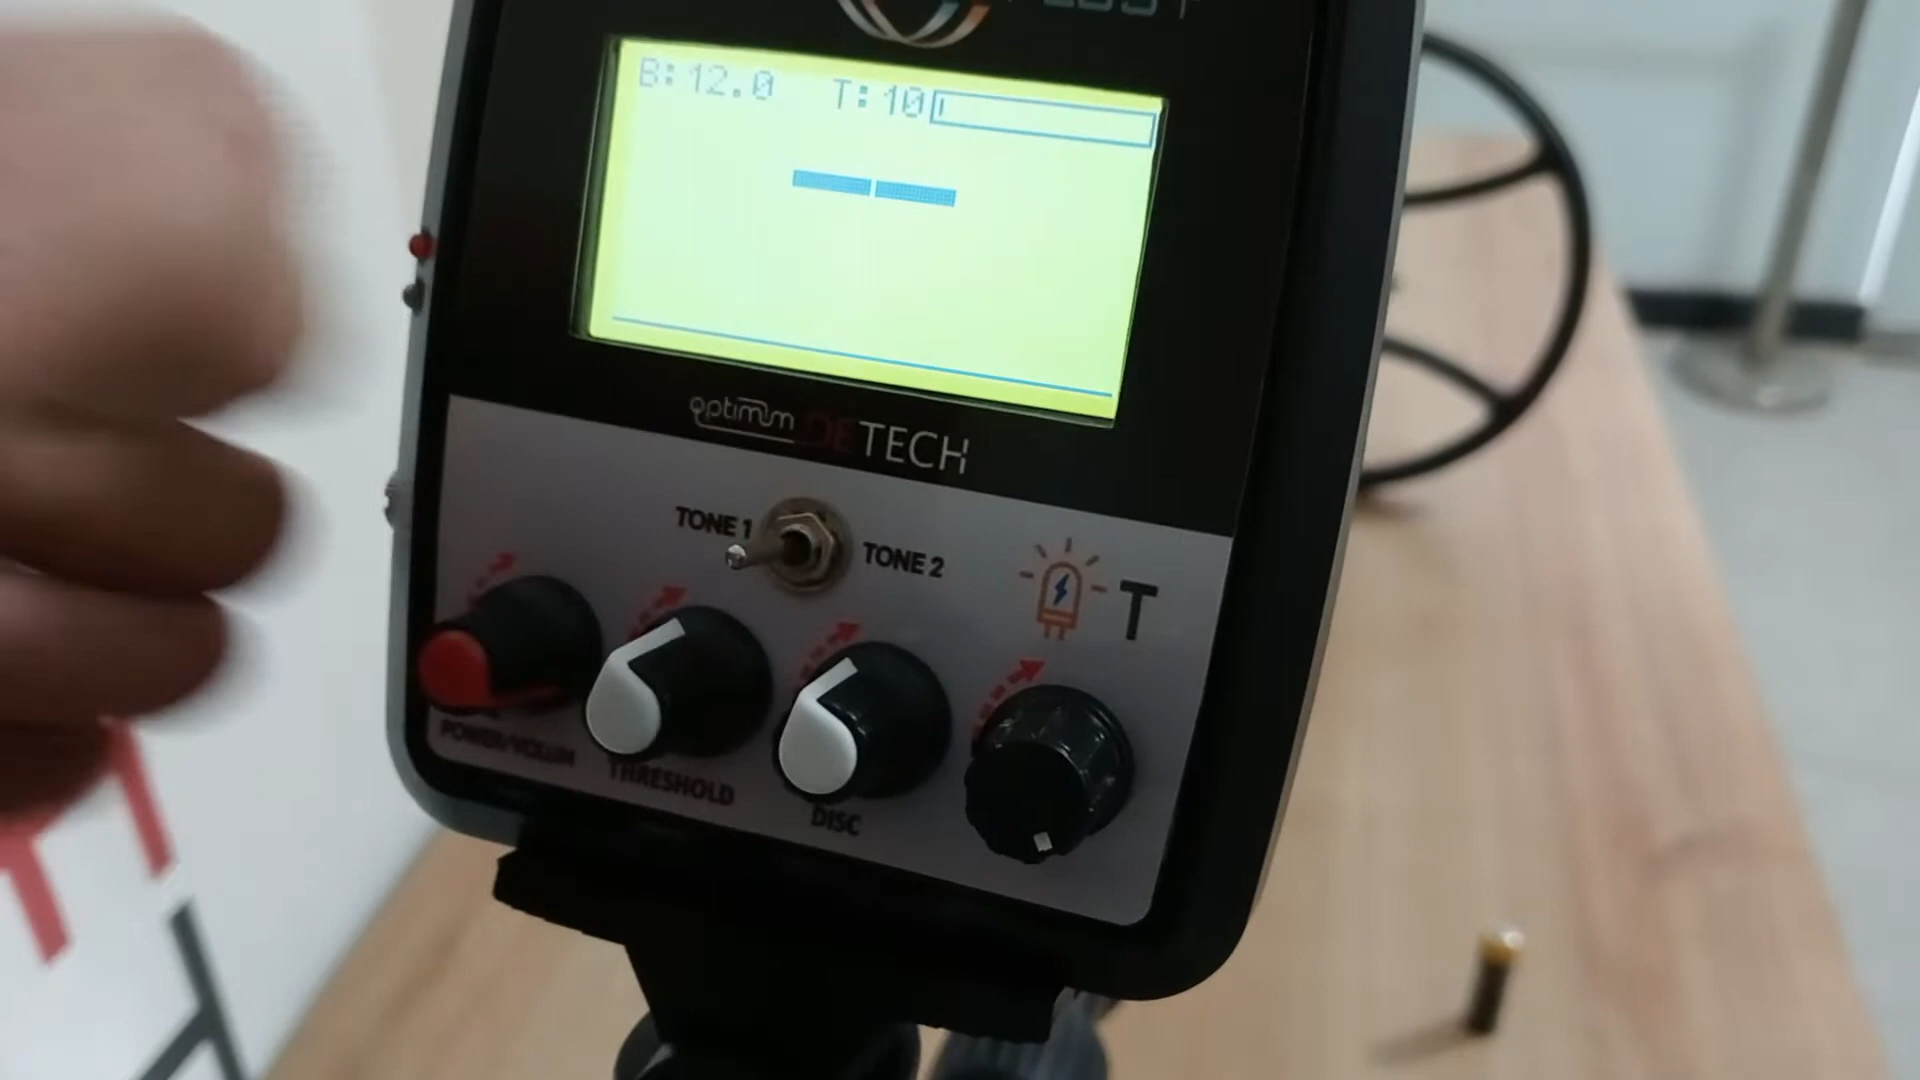 B:12.0 T:10
optimum DETECH
TONE 1
TONE 2
T
POWER/VOLUM
THRESHOLD
DISC